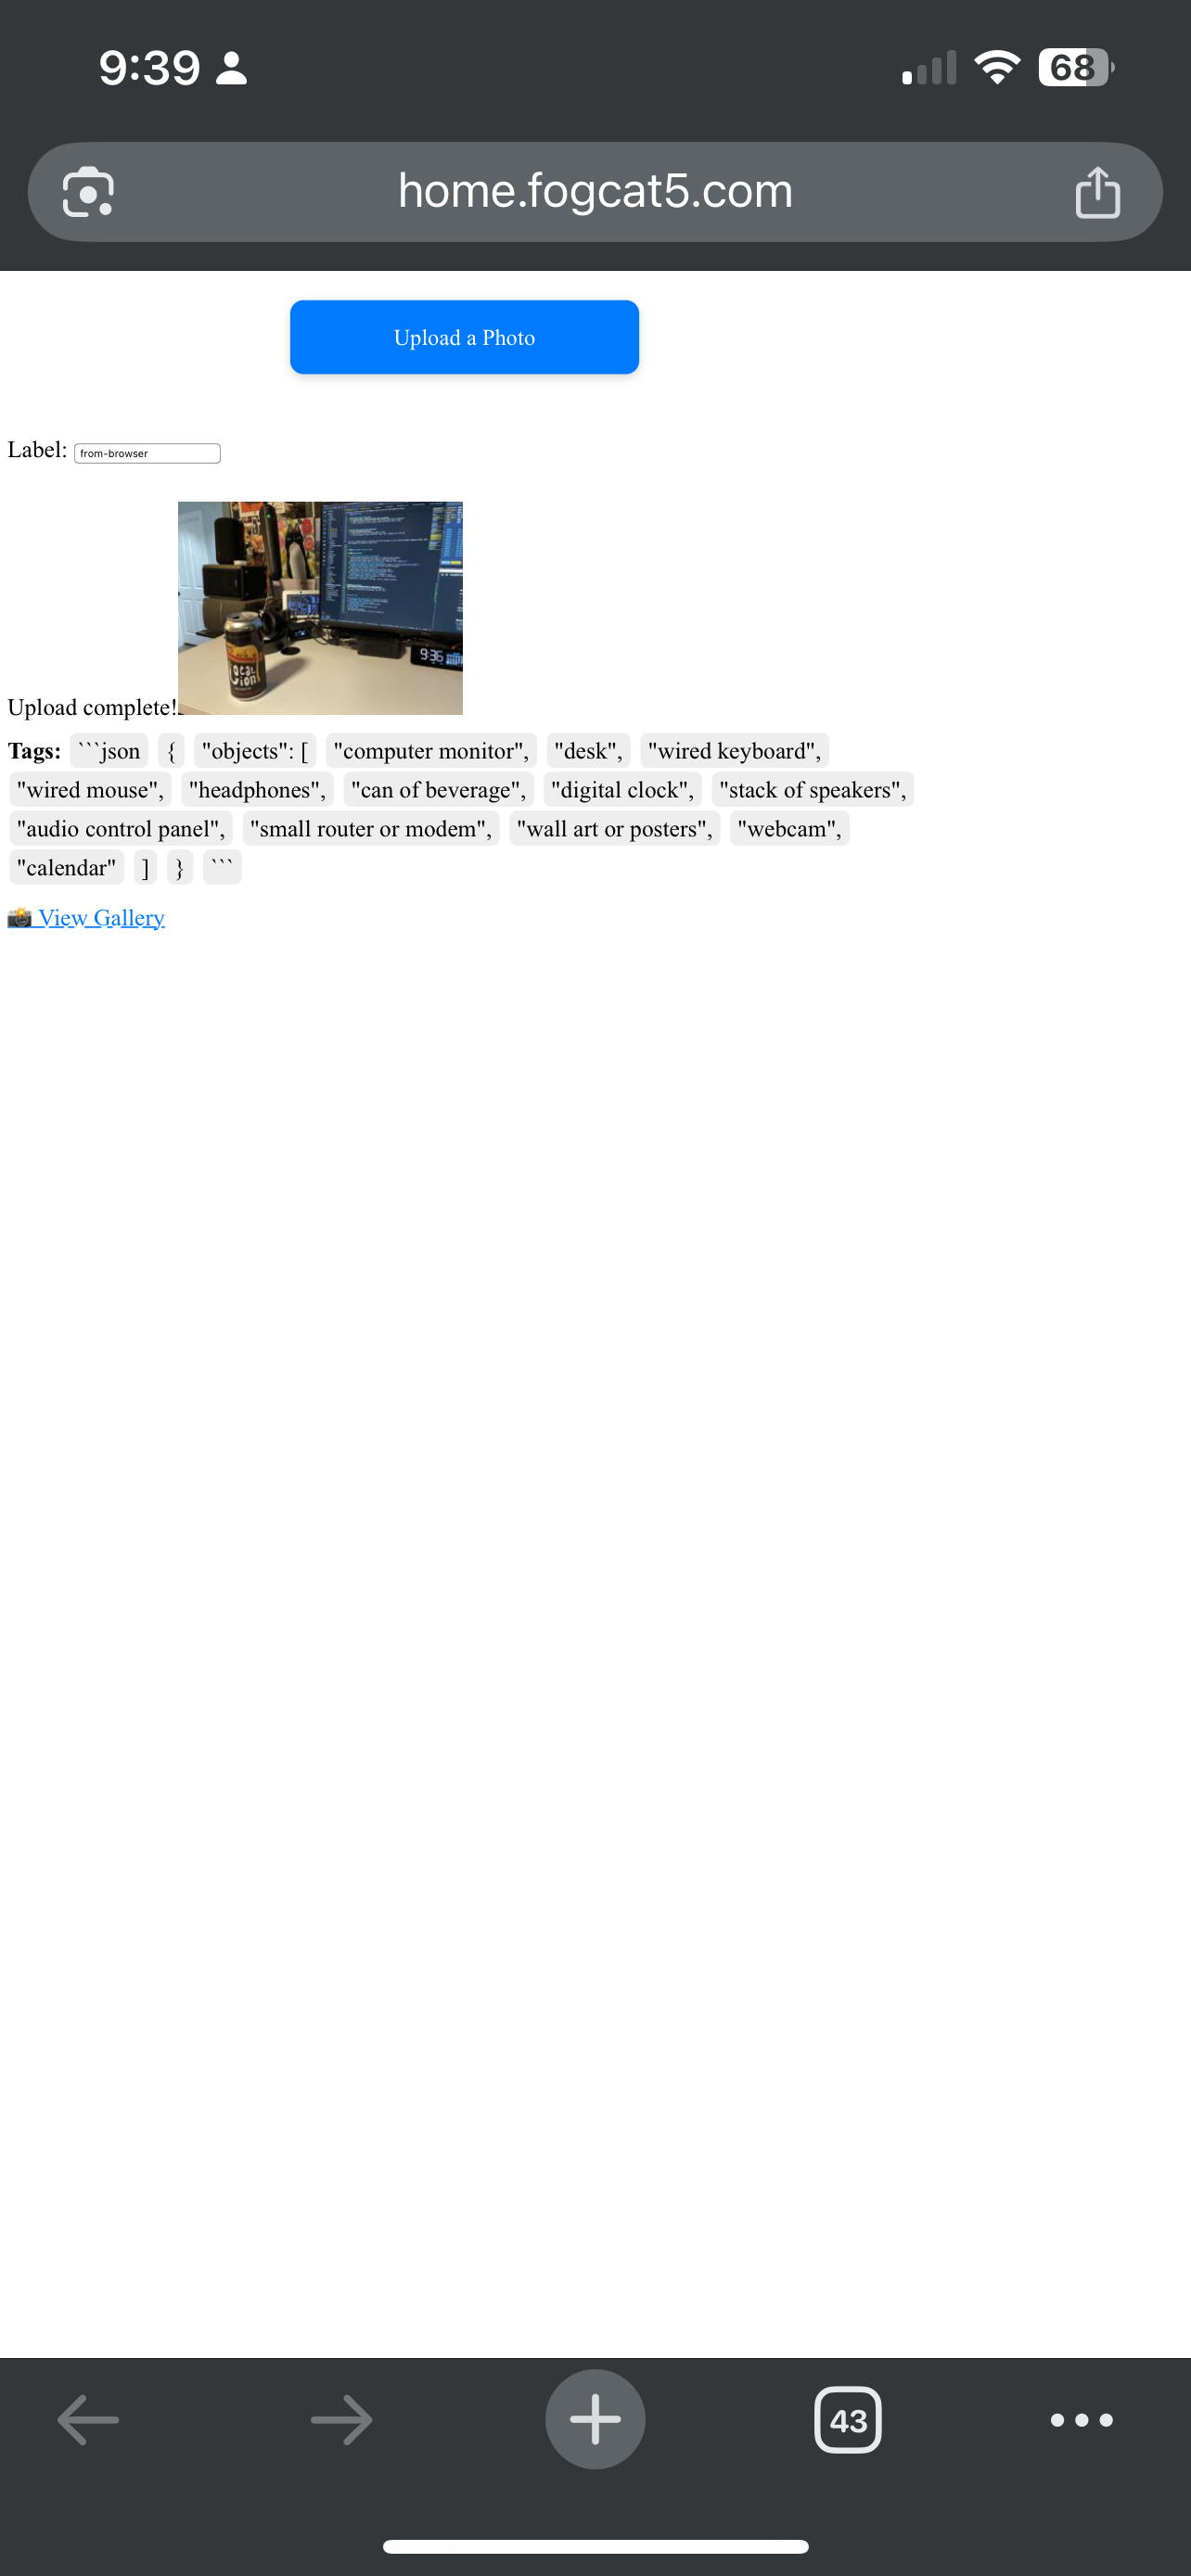 9:39
68
home.fogcat5.com
Upload a Photo
Label: from-browser
9:36
Upload complete!
Tags: ```json { "objects": [ "computer monitor", "desk", "wired keyboard",
"wired mouse", "headphones", "can of beverage", "digital clock", "stack of speakers",
"audio control panel", "small router or modem", "wall art or posters", "webcam",
"calendar" ] } ```
📸 View Gallery
43